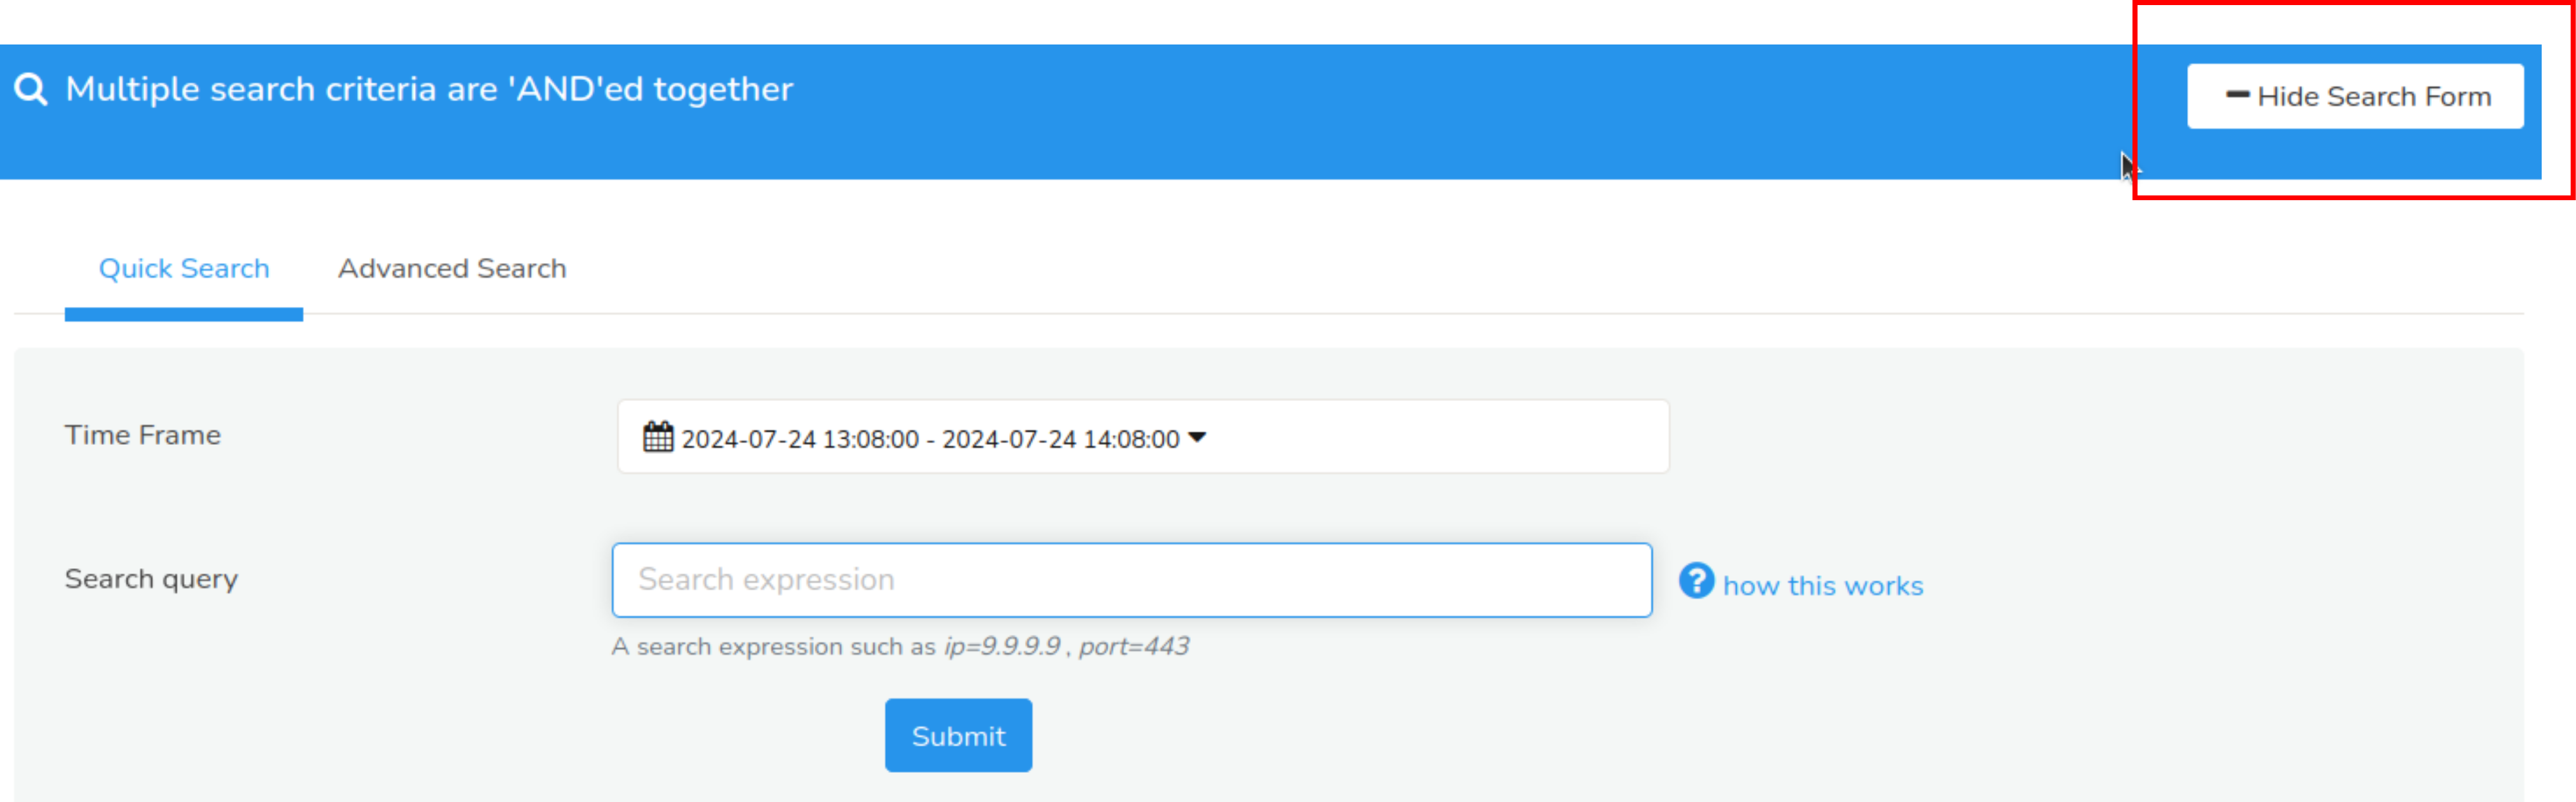 Multiple search criteria are 'AND'ed together
Hide Search Form
Quick Search Advanced Search
Time Frame 2024-07-24 13:08:00 - 2024-07-24 14:08:00
Search query Search expression ? how this works
A search expression such as ip=9.9.9.9 , port=443
Submit